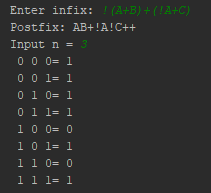 Enter infix: !(A+B)+(!A+C)
Postfix: AB+!A!C++
Input n = 3
0 0 0= 1
0 0 1= 1
0 1 0= 1
0 1 1= 1
1 0 0= 0
1 0 1= 1
1 1 0= 0
1 1 1= 1